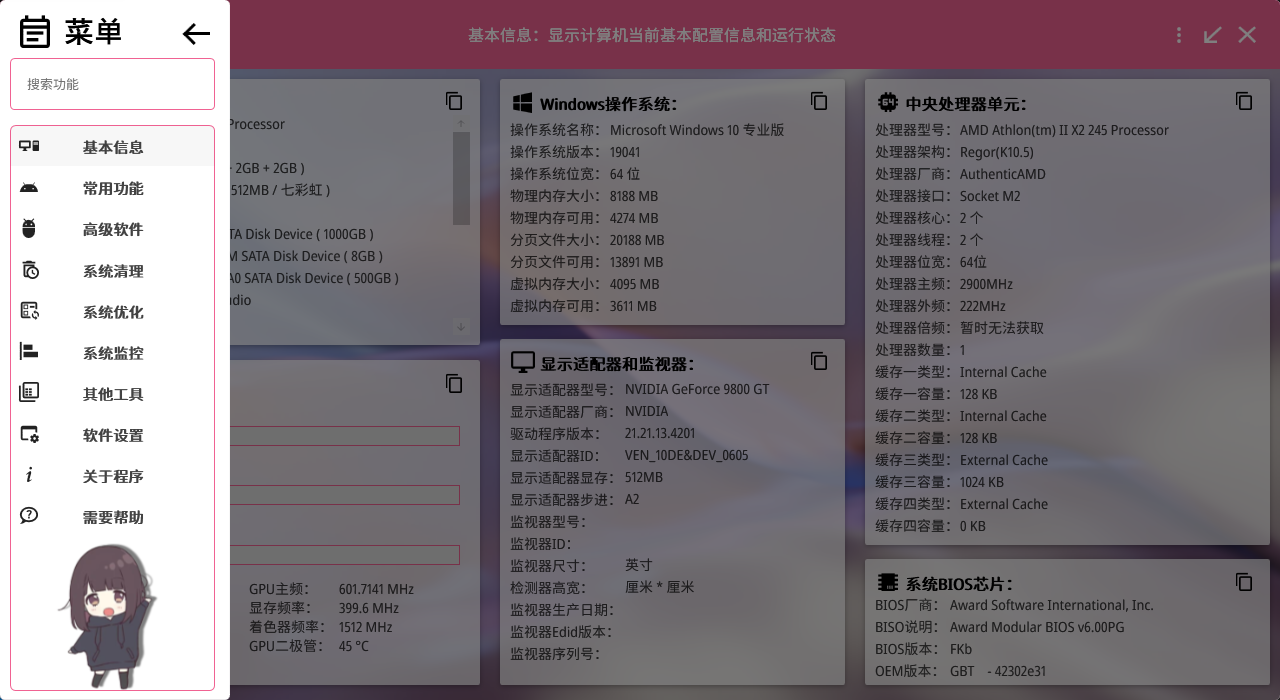 菜单
搜索功能
基本信息
常用功能
高级软件
系统清理
系统优化
系统监控
其他工具
软件设置
关于程序
需要帮助
基本信息：显示计算机当前基本配置信息和运行状态
Processor
+ 2GB + 2GB )
512MB / 七彩虹 )
TA Disk Device ( 1000GB )
SATA Disk Device ( 8GB )
A0 SATA Disk Device ( 500GB )
GPU主频： 601.7141 MHz
显存频率： 399.6 MHz
着色器频率： 1512 MHz
GPU二极管： 45 °C
Windows操作系统：
操作系统名称： Microsoft Windows 10 专业版
操作系统版本： 19041
操作系统位宽： 64 位
物理内存大小： 8188 MB
物理内存可用： 4274 MB
分页文件大小： 20188 MB
分页文件可用： 13891 MB
虚拟内存大小： 4095 MB
虚拟内存可用： 3611 MB
显示适配器和监视器：
显示适配器型号： NVIDIA GeForce 9800 GT
显示适配器厂商： NVIDIA
驱动程序版本： 21.21.13.4201
显示适配器ID： VEN_10DE&DEV_0605
显示适配器显存： 512MB
显示适配器步进： A2
监视器型号：
监视器ID：
监视器尺寸： 英寸
检测器高宽： 厘米 * 厘米
监视器生产日期：
监视器Edid版本：
监视器序列号：
64 中央处理器单元：
处理器型号： AMD Athlon(tm) II X2 245 Processor
处理器架构： Regor(K10.5)
处理器厂商： AuthenticAMD
处理器接口： Socket M2
处理器核心： 2 个
处理器线程： 2 个
处理器位宽： 64位
处理器主频： 2900MHz
处理器外频： 222MHz
处理器倍频： 暂时无法获取
处理器数量： 1
缓存一类型： Internal Cache
缓存一容量： 128 KB
缓存二类型： Internal Cache
缓存二容量： 128 KB
缓存三类型： External Cache
缓存三容量： 1024 KB
缓存四类型： External Cache
缓存四容量： 0 KB
系统BIOS芯片：
BIOS厂商： Award Software International, Inc.
BISO说明： Award Modular BIOS v6.00PG
BIOS版本： FKb
OEM版本： GBT - 42302e31